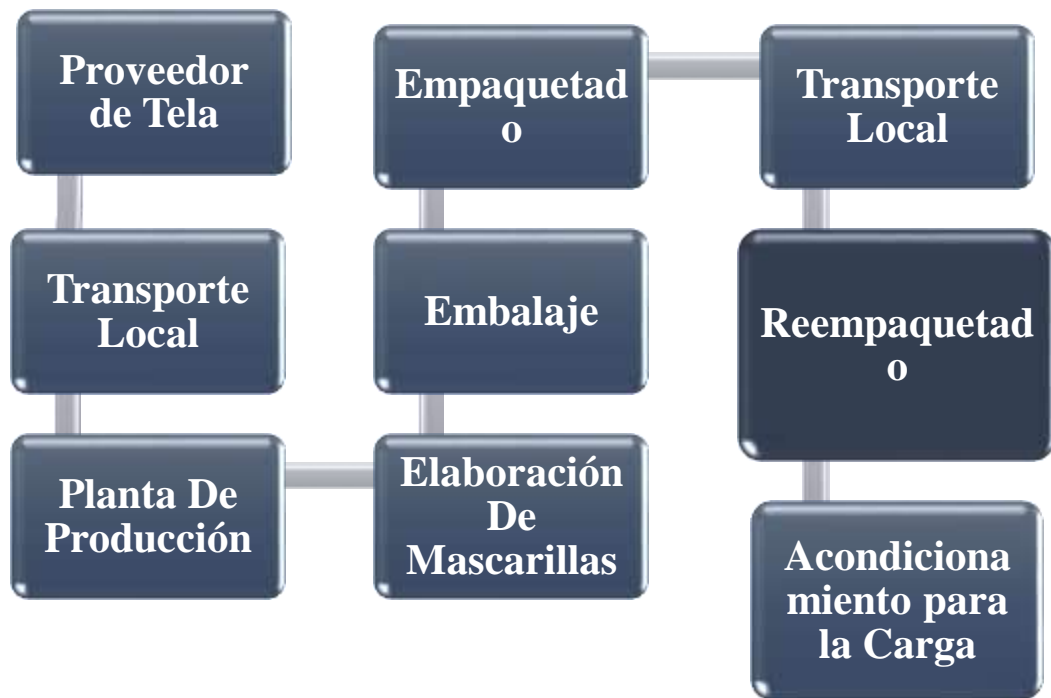 Proveedor
de Tela
Transporte
Local
Planta De
Producción
Elaboración
De
Mascarillas
Embalaje
Empaquetad
o
Transporte
Local
Reempaquetad
o
Acondiciona
miento para
la Carga